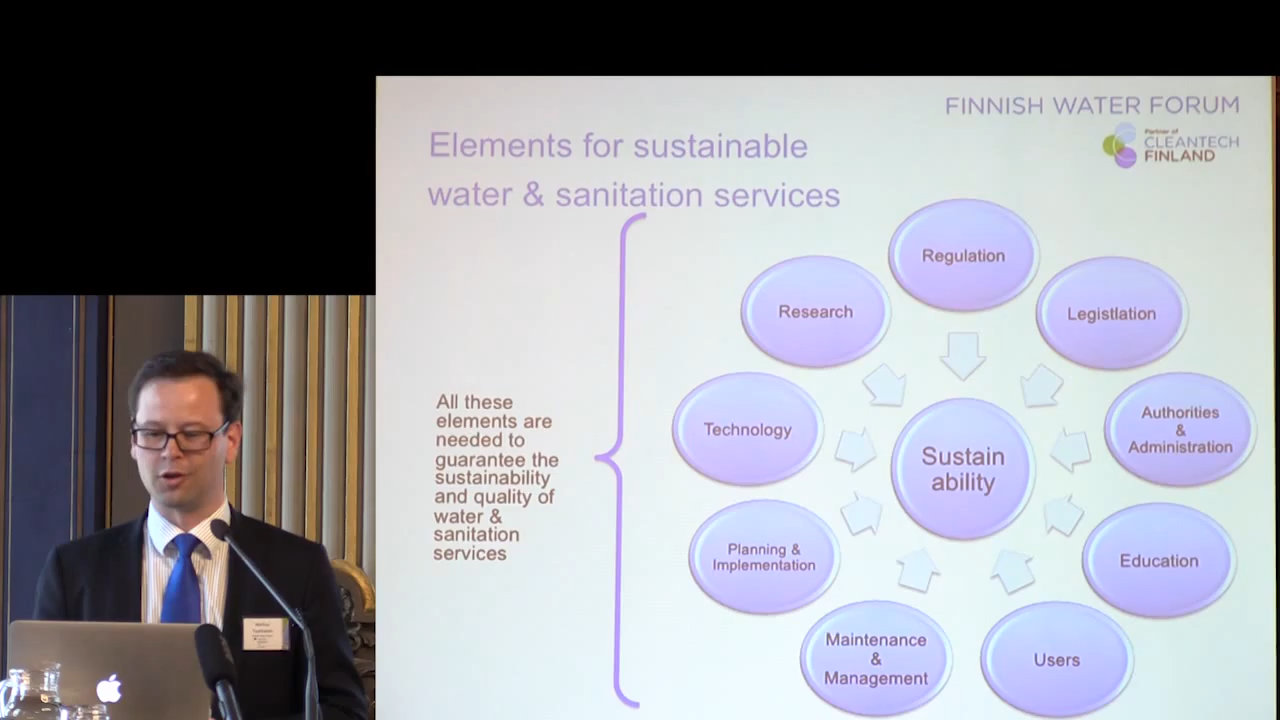 FINNISH WATER FORUM
Partner of
CLEANTECH
FINLAND
Elements for sustainable
water & sanitation services
All these
elements are
needed to
guarantee the
sustainability
and quality of
water &
sanitation
services
Regulation
Research
Legistlation
Technology
Authorities
&
Administration
Sustain
ability
Planning &
Implementation
Education
Maintenance
&
Management
Users